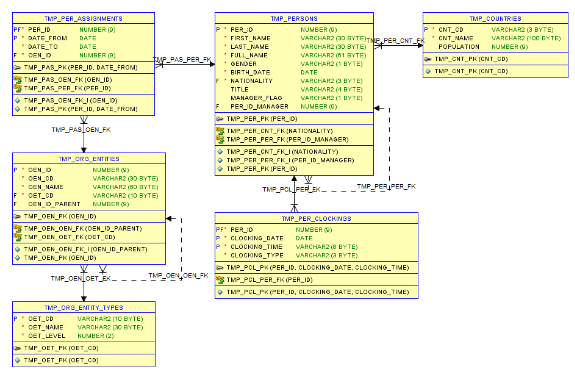 TMP_PER_ASSIGNMENTS
PF* PER_ID NUMBER (9)
P * DATE_FROM DATE
* DATE_TO DATE
F * OEN_ID NUMBER (9)
TMP_PAS_PK (PER_ID, DATE_FROM)
TMP_PAS_OEN_FK (OEN_ID)
TMP_PAS_PER_FK (PER_ID)
TMP_PAS_OEN_FK_I (OEN_ID)
TMP_PAS_PK (PER_ID, DATE_FROM)
TMP_PAS_PER_FK
TMP_PERSONS
P * PER_ID NUMBER (9)
* FIRST_NAME VARCHAR2 (30 BYTE)
* LAST_NAME VARCHAR2 (30 BYTE)
* FULL_NAME VARCHAR2 (61 BYTE)
* GENDER VARCHAR2 (1 BYTE)
* BIRTH_DATE DATE
F * NATIONALITY VARCHAR2 (3 BYTE)
TITLE VARCHAR2 (4 BYTE)
MANAGER_FLAG VARCHAR2 (1 BYTE)
F PER_ID_MANAGER NUMBER (9)
TMP_PER_PK (PER_ID)
TMP_PER_CNT_FK (NATIONALITY)
TMP_PER_PER_FK (PER_ID_MANAGER)
TMP_PER_CNT_FK_I (NATIONALITY)
TMP_PER_PER_FK_I (PER_ID_MANAGER)
TMP_PER_PK (PER_ID)
TMP_PER_CNT_FK
TMP_COUNTRIES
P * CNT_CD VARCHAR2 (3 BYTE)
* CNT_NAME VARCHAR2 (100 BYTE)
POPULATION NUMBER (9)
TMP_CNT_PK (CNT_CD)
TMP_CNT_PK (CNT_CD)
TMP_PAS_OEN_FK
TMP_ORG_ENTITIES
P * OEN_ID NUMBER (9)
* OEN_CD VARCHAR2 (30 BYTE)
* OEN_NAME VARCHAR2 (60 BYTE)
F * OET_CD VARCHAR2 (10 BYTE)
F OEN_ID_PARENT NUMBER (9)
TMP_OEN_PK (OEN_ID)
TMP_OEN_OEN_FK (OEN_ID_PARENT)
TMP_OEN_OET_FK (OET_CD)
TMP_OEN_OEN_FK_I (OEN_ID_PARENT)
TMP_OEN_PK (OEN_ID)
TMP_PCL_PER_FK
TMP_PER_PER_FK
TMP_PER_CLOCKINGS
PF* PER_ID NUMBER (9)
P * CLOCKING_DATE DATE
P * CLOCKING_TIME VARCHAR2 (8 BYTE)
* CLOCKING_TYPE VARCHAR2 (3 BYTE)
TMP_PCL_PK (PER_ID, CLOCKING_DATE, CLOCKING_TIME)
TMP_PCL_PER_FK (PER_ID)
TMP_PCL_PK (PER_ID, CLOCKING_DATE, CLOCKING_TIME)
TMP_OEN_OET_FK
TMP_OEN_OEN_FK
TMP_ORG_ENTITY_TYPES
P * OET_CD VARCHAR2 (10 BYTE)
* OET_NAME VARCHAR2 (30 BYTE)
* OET_LEVEL NUMBER (2)
TMP_OET_PK (OET_CD)
TMP_OET_PK (OET_CD)